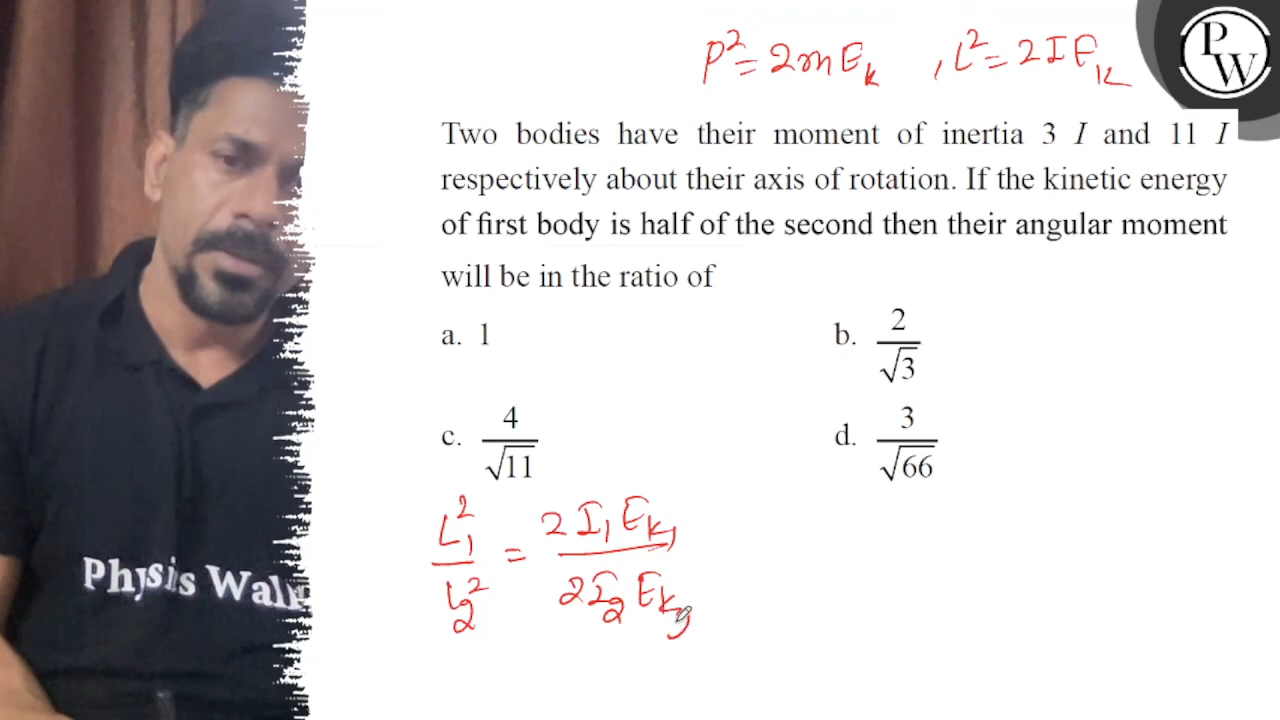 P² = 2mE_k , L² = 2IE_k
PW
Two bodies have their moment of inertia 3 I and 11 I
respectively about their axis of rotation. If the kinetic energy
of first body is half of the second then their angular moment
will be in the ratio of
a. 1
b. 2/√3
c. 4/√11
d. 3/√66
L₁²/L₂² = 2I₁E_k₁/2I₂E_k₂
Physics Wal